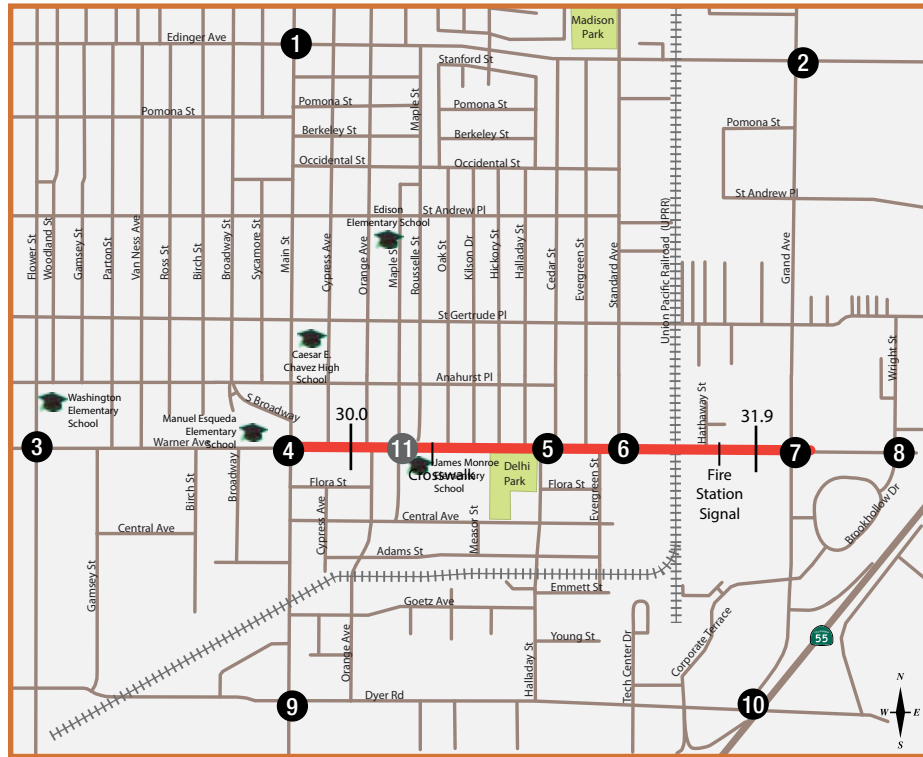 Madison
Park
Edinger Ave
1
2
Stanford St
Maple St
Pomona St
Pomona St
Pomona St
Pomona St
Berkeley St
Berkeley St
Occidental St
Occidental St
St Andrew Pl
Edison
Elementary School
St Andrew Pl
Flower St
Woodland St
Garnsey St
Parton St
Van Ness Ave
Ross St
Birch St
Broadway St
Sycamore St
Main St
Cypress Ave
Orange Ave
Maple St
Rousselle St
Oak St
Kilson Dr
Hickory St
Halladay St
Cedar St
Evergreen St
Standard Ave
Union Pacific Railroad (UPRR)
Grand Ave
St Gertrude Pl
Caesar E.
Chavez High
School
Anahurst Pl
Wright St
Washington
Elementary
School
S Broadway
Manuel Esqueda
Elementary
School
Hathaway St
30.0
31.9
3
Warner Ave
4
11
5
6
7
8
James Monroe
Elementary
School
Crosswalk
Delhi
Park
Fire
Station
Signal
Birch St
Broadway
Flora St
Flora St
Evergreen St
Brookhollow Dr
Cypress Ave
Central Ave
Central Ave
Measor St
Adams St
Garnsey St
Emmett St
Goetz Ave
Young St
Orange Ave
Halladay St
Tech Center Dr
Corporate Terrace
55
9
Dyer Rd
10
N
W
E
S